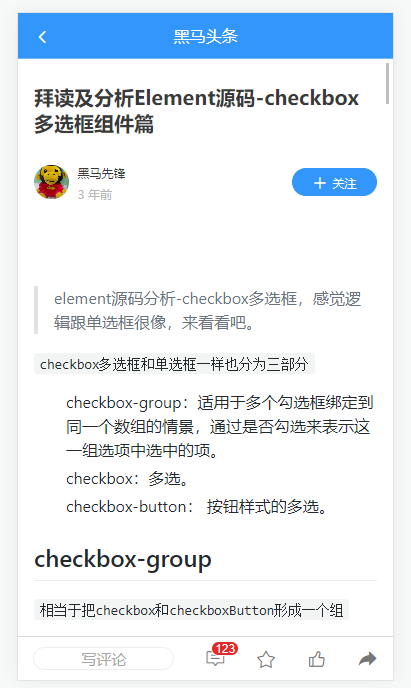 黑马头条
拜读及分析Element源码-checkbox
多选框组件篇
黑马先锋
3 年前
关注
element源码分析-checkbox多选框，感觉逻
辑跟单选框很像，来看看吧。
checkbox多选框和单选框一样也分为三部分
checkbox-group：适用于多个勾选框绑定到
同一个数组的情景，通过是否勾选来表示这
一组选项中选中的项。
checkbox：多选。
checkbox-button： 按钮样式的多选。
checkbox-group
相当于把checkbox和checkboxButton形成一个组
写评论
123